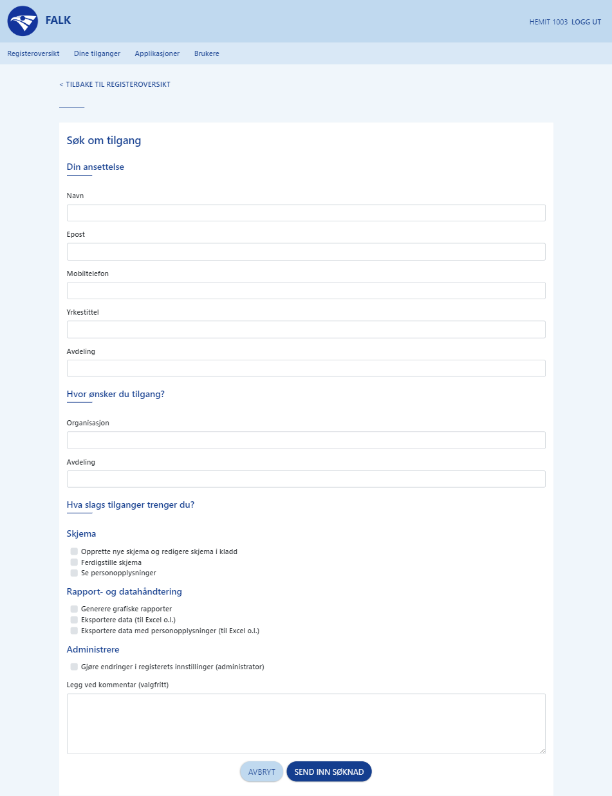 FALK
HEMIT 1003 LOGG UT
Registeroversikt Dine tilganger Applikasjoner Brukere
< TILBAKE TIL REGISTEROVERSIKT
Søk om tilgang
Din ansettelse
Navn
Epost
Mobiltelefon
Yrkestittel
Avdeling
Hvor ønsker du tilgang?
Organisasjon
Avdeling
Hva slags tilganger trenger du?
Skjema
Opprette nye skjema og redigere skjema i kladd
Ferdigstille skjema
Se personopplysninger
Rapport- og datahåndtering
Generere grafiske rapporter
Eksportere data (til Excel o.l.)
Eksportere data med personopplysninger (til Excel o.l.)
Administrere
Gjøre endringer i registerets innstillinger (administrator)
Legg ved kommentar (valgfritt)
AVBRYT SEND INN SØKNAD